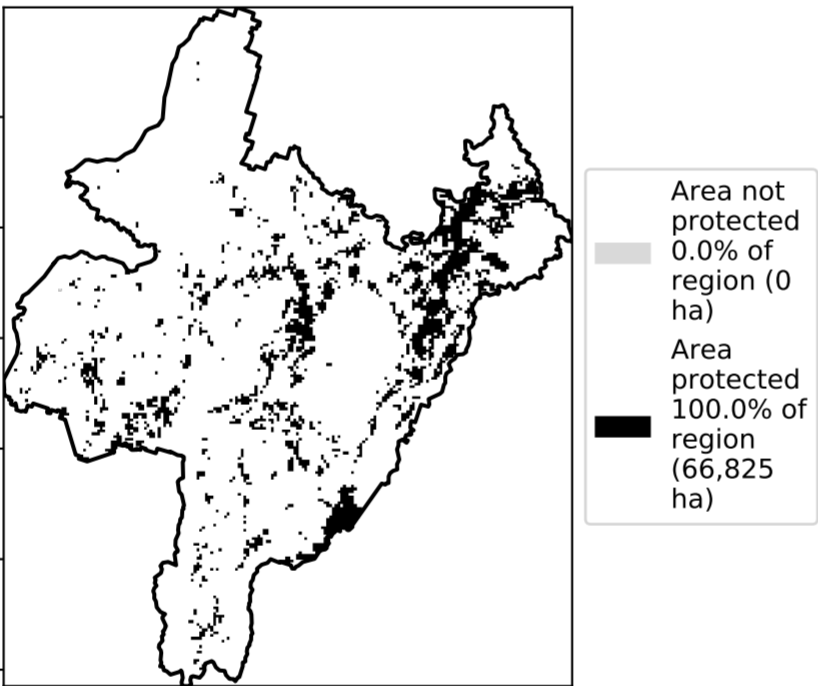 Area not
protected
0.0% of
region (0
ha)
Area
protected
100.0% of
region
(66,825
ha)